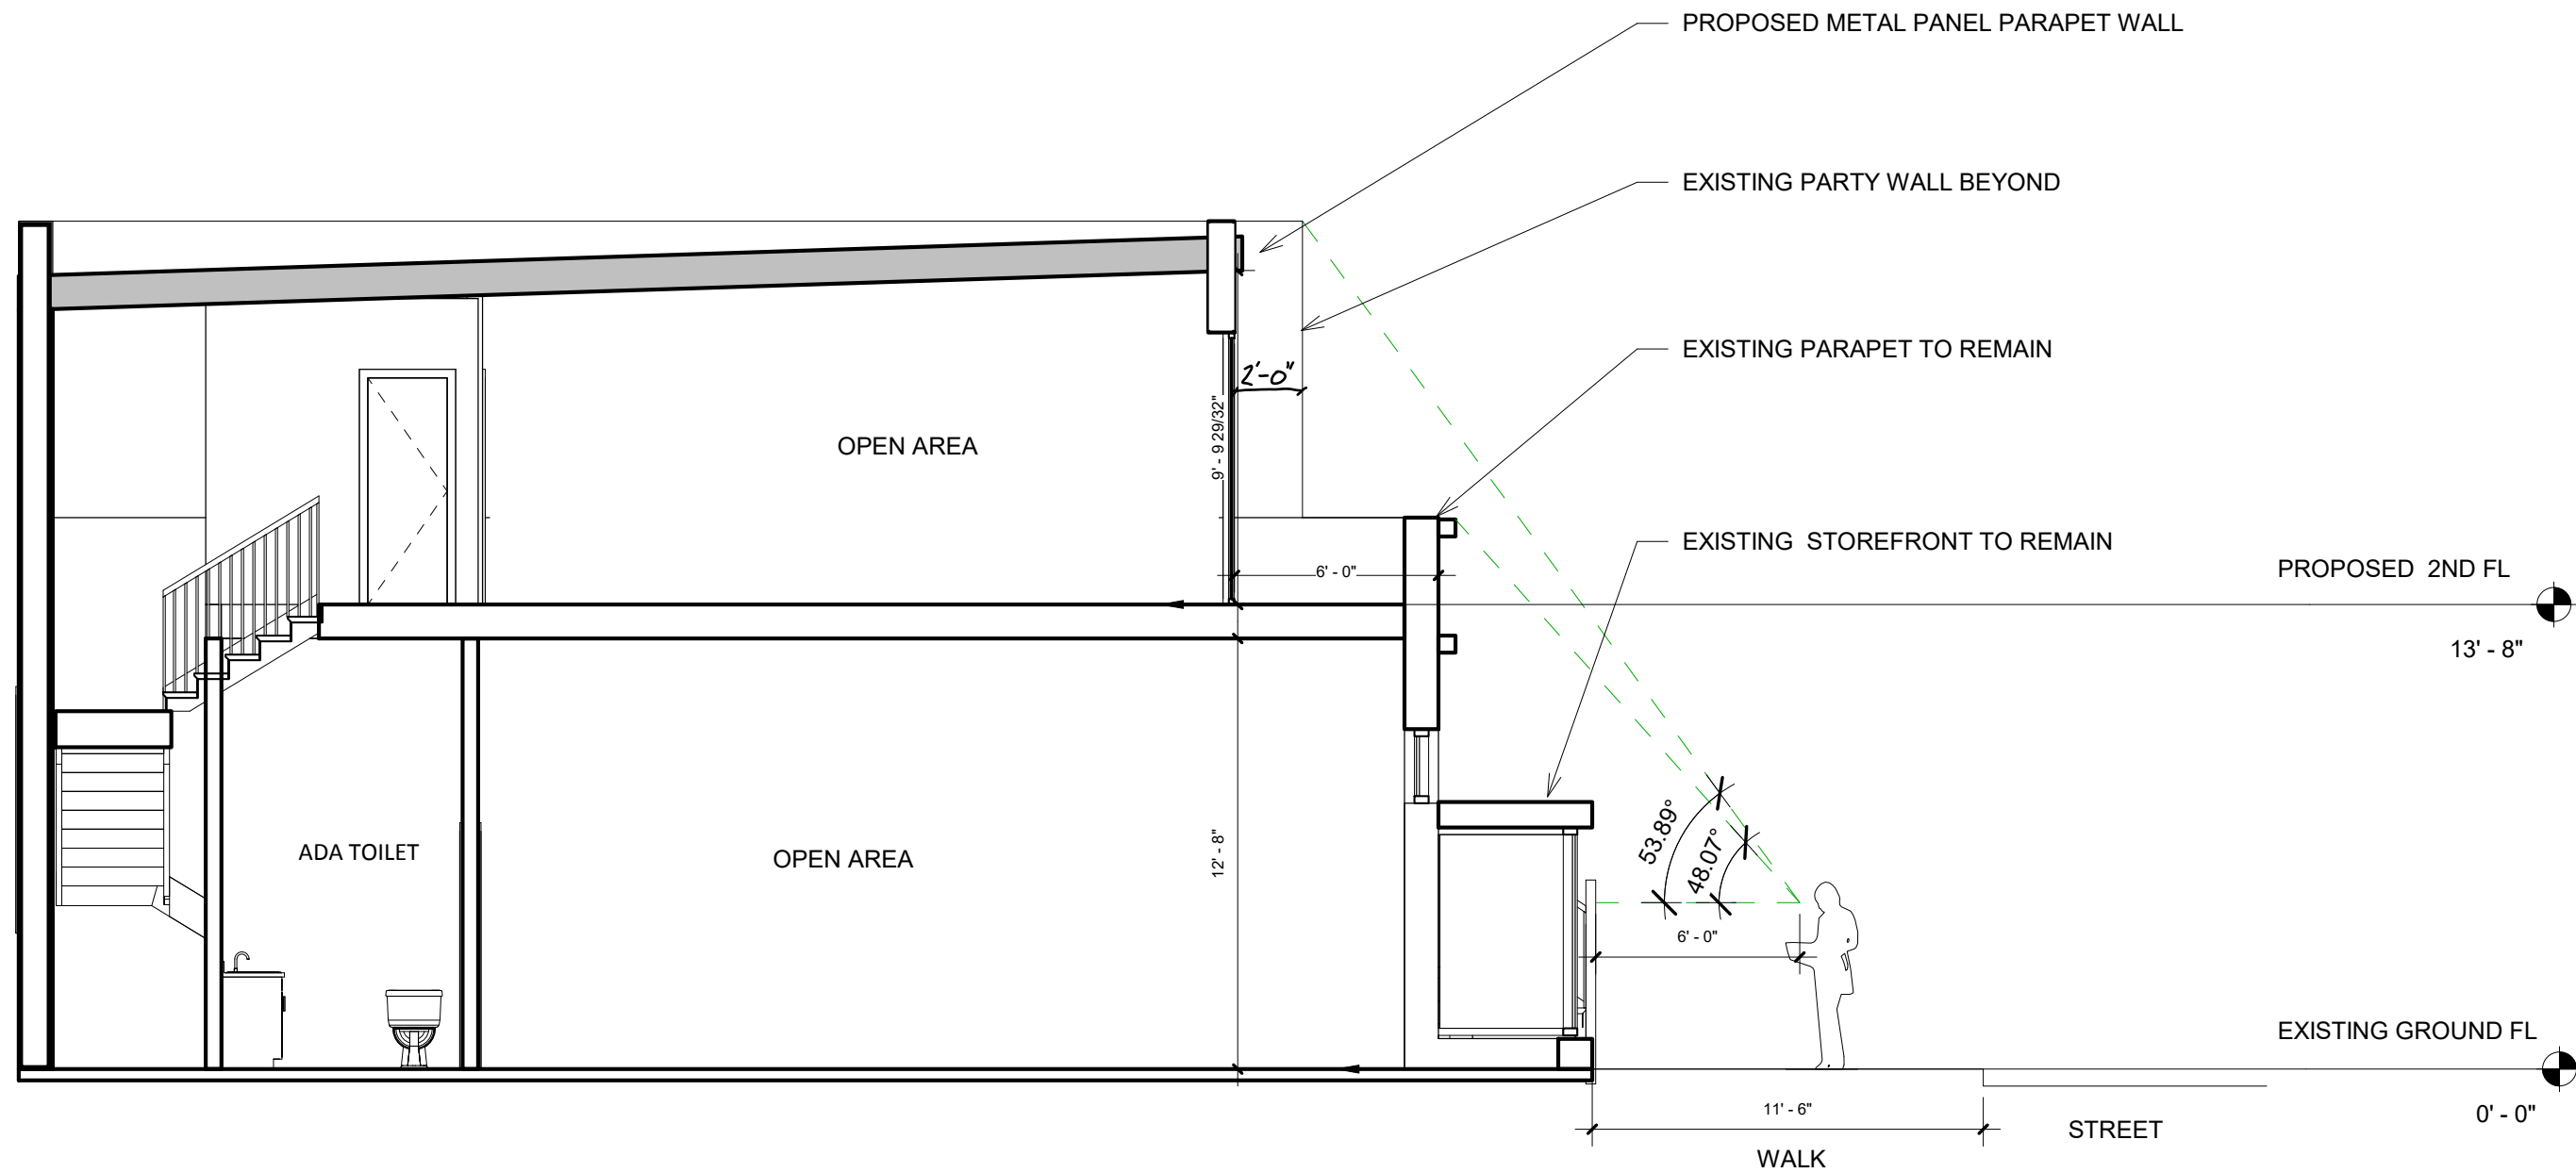 PROPOSED METAL PANEL PARAPET WALL
EXISTING PARTY WALL BEYOND
EXISTING PARAPET TO REMAIN
2'-0"
9' - 9 29/32"
OPEN AREA
EXISTING  STOREFRONT TO REMAIN
6' - 0"
PROPOSED  2ND FL
13' - 8"
53.89°
48.07°
12' - 8"
ADA TOILET
OPEN AREA
6' - 0"
EXISTING GROUND FL
0' - 0"
11' - 6"
STREET
WALK